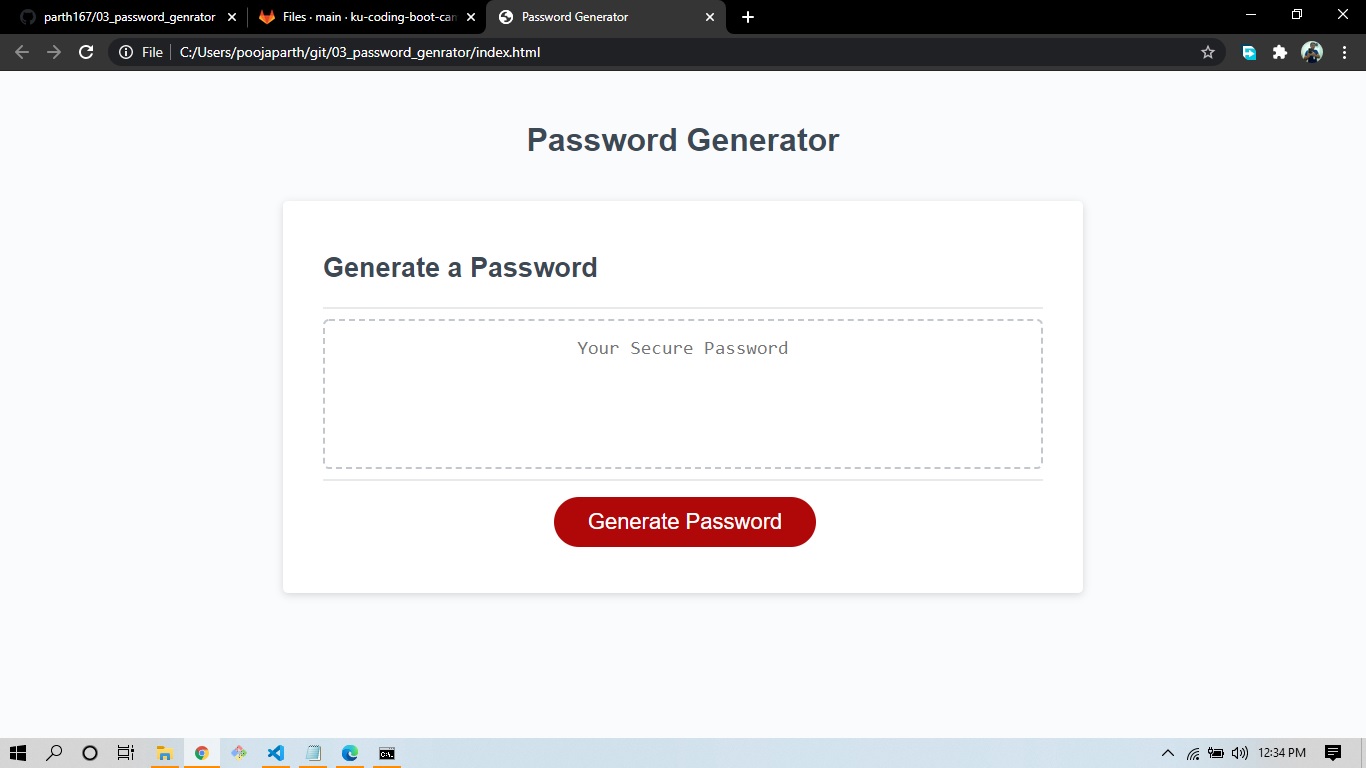 parth167/03_password_genrator
Files · main · ku-coding-boot-can
Password Generator
File
C:/Users/poojaparth/git/03_password_genrator/index.html
Password Generator
Generate a Password
Your Secure Password
Generate Password
12:34 PM